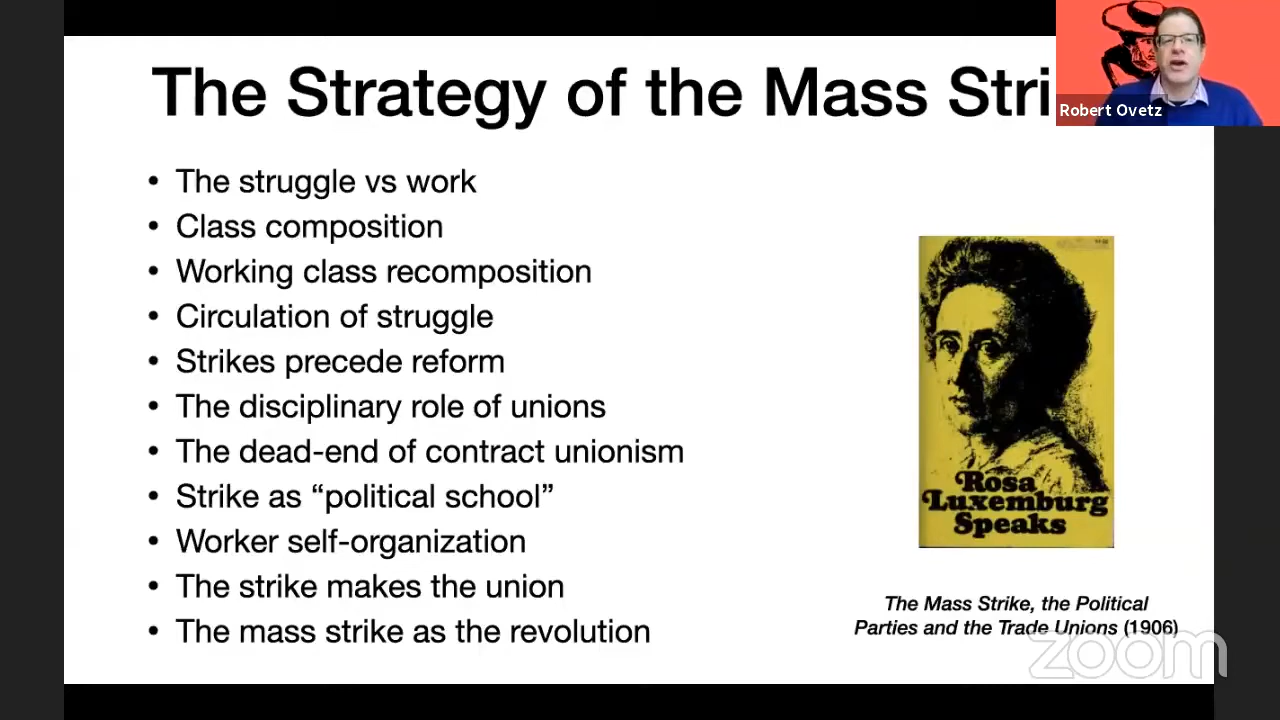 The Strategy of the Mass Stri
Robert Ovetz
• The struggle vs work
• Class composition
• Working class recomposition
• Circulation of struggle
• Strikes precede reform
• The disciplinary role of unions
• The dead-end of contract unionism
• Strike as “political school”
• Worker self-organization
• The strike makes the union
• The mass strike as the revolution
Rosa
Luxemburg
Speaks
The Mass Strike, the Political
Parties and the Trade Unions (1906)
zoom